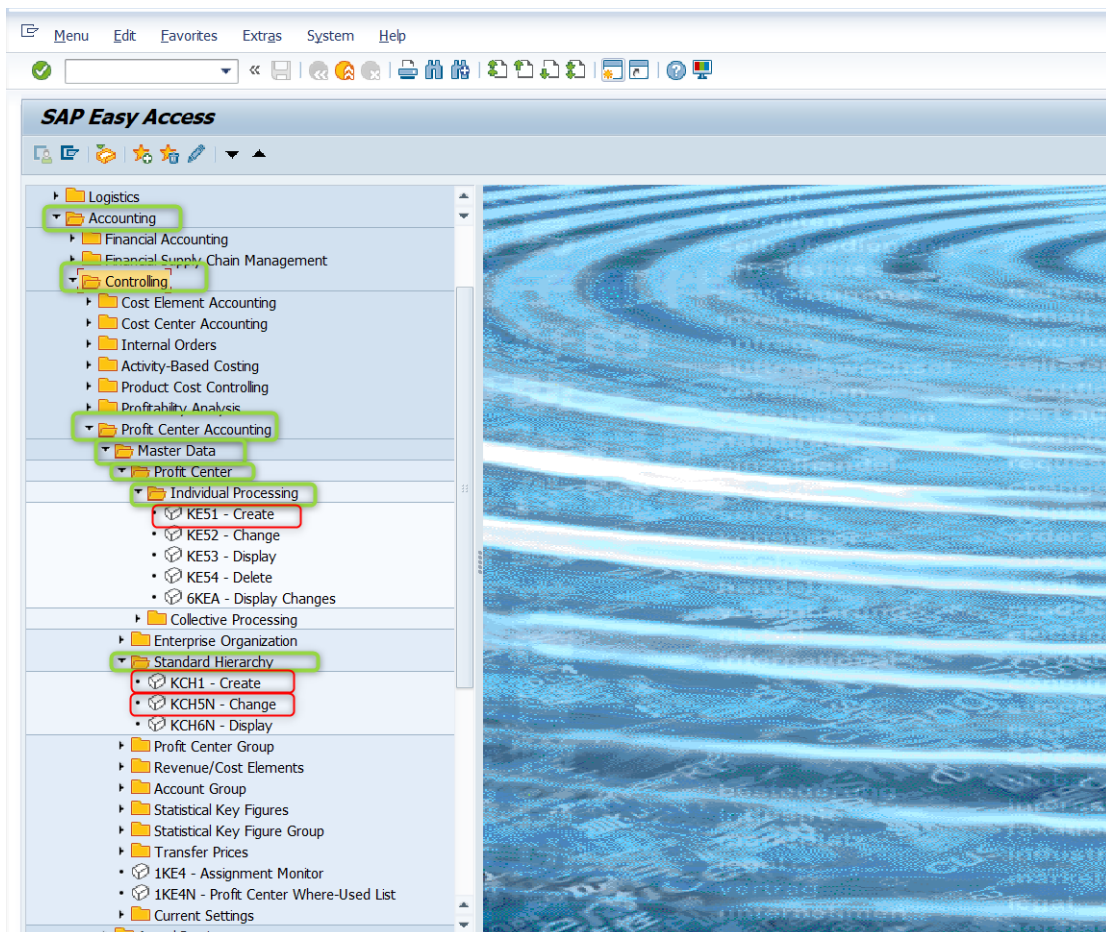 Menu Edit Favorites Extras System Help
SAP Easy Access
Logistics
Accounting
Financial Accounting
Financial Supply Chain Management
Controlling
Cost Element Accounting
Cost Center Accounting
Internal Orders
Activity-Based Costing
Product Cost Controlling
Profitability Analysis
Profit Center Accounting
Master Data
Profit Center
Individual Processing
KE51 - Create
KE52 - Change
KE53 - Display
KE54 - Delete
6KEA - Display Changes
Collective Processing
Enterprise Organization
Standard Hierarchy
KCH1 - Create
KCH5N - Change
KCH6N - Display
Profit Center Group
Revenue/Cost Elements
Account Group
Statistical Key Figures
Statistical Key Figure Group
Transfer Prices
1KE4 - Assignment Monitor
1KE4N - Profit Center Where-Used List
Current Settings